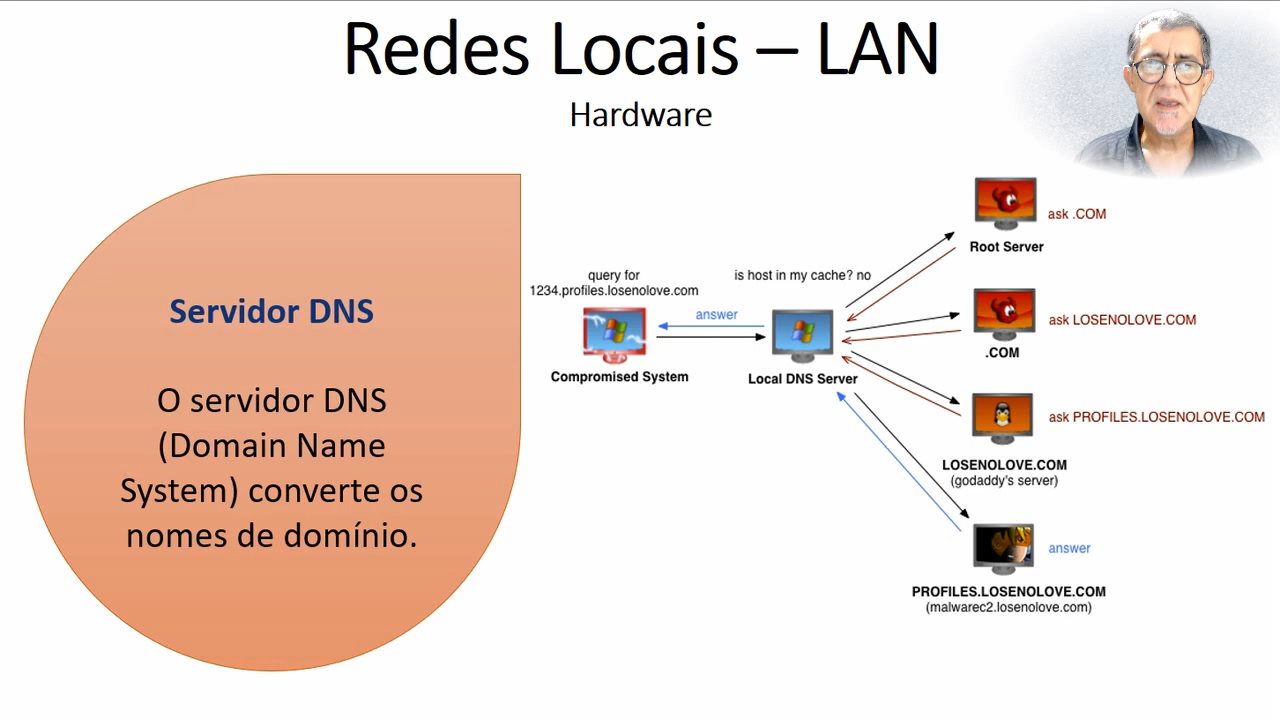 Redes Locais – LAN
Hardware
Servidor DNS
O servidor DNS
(Domain Name
System) converte os
nomes de domínio.
query for
1234.profiles.losenolove.com
is host in my cache? no
answer
Compromised System
Local DNS Server
ask .COM
Root Server
ask LOSENOLOVE.COM
.COM
ask PROFILES.LOSENOLOVE.COM
LOSENOLOVE.COM
(godaddy's server)
answer
PROFILES.LOSENOLOVE.COM
(malwarec2.losenolove.com)